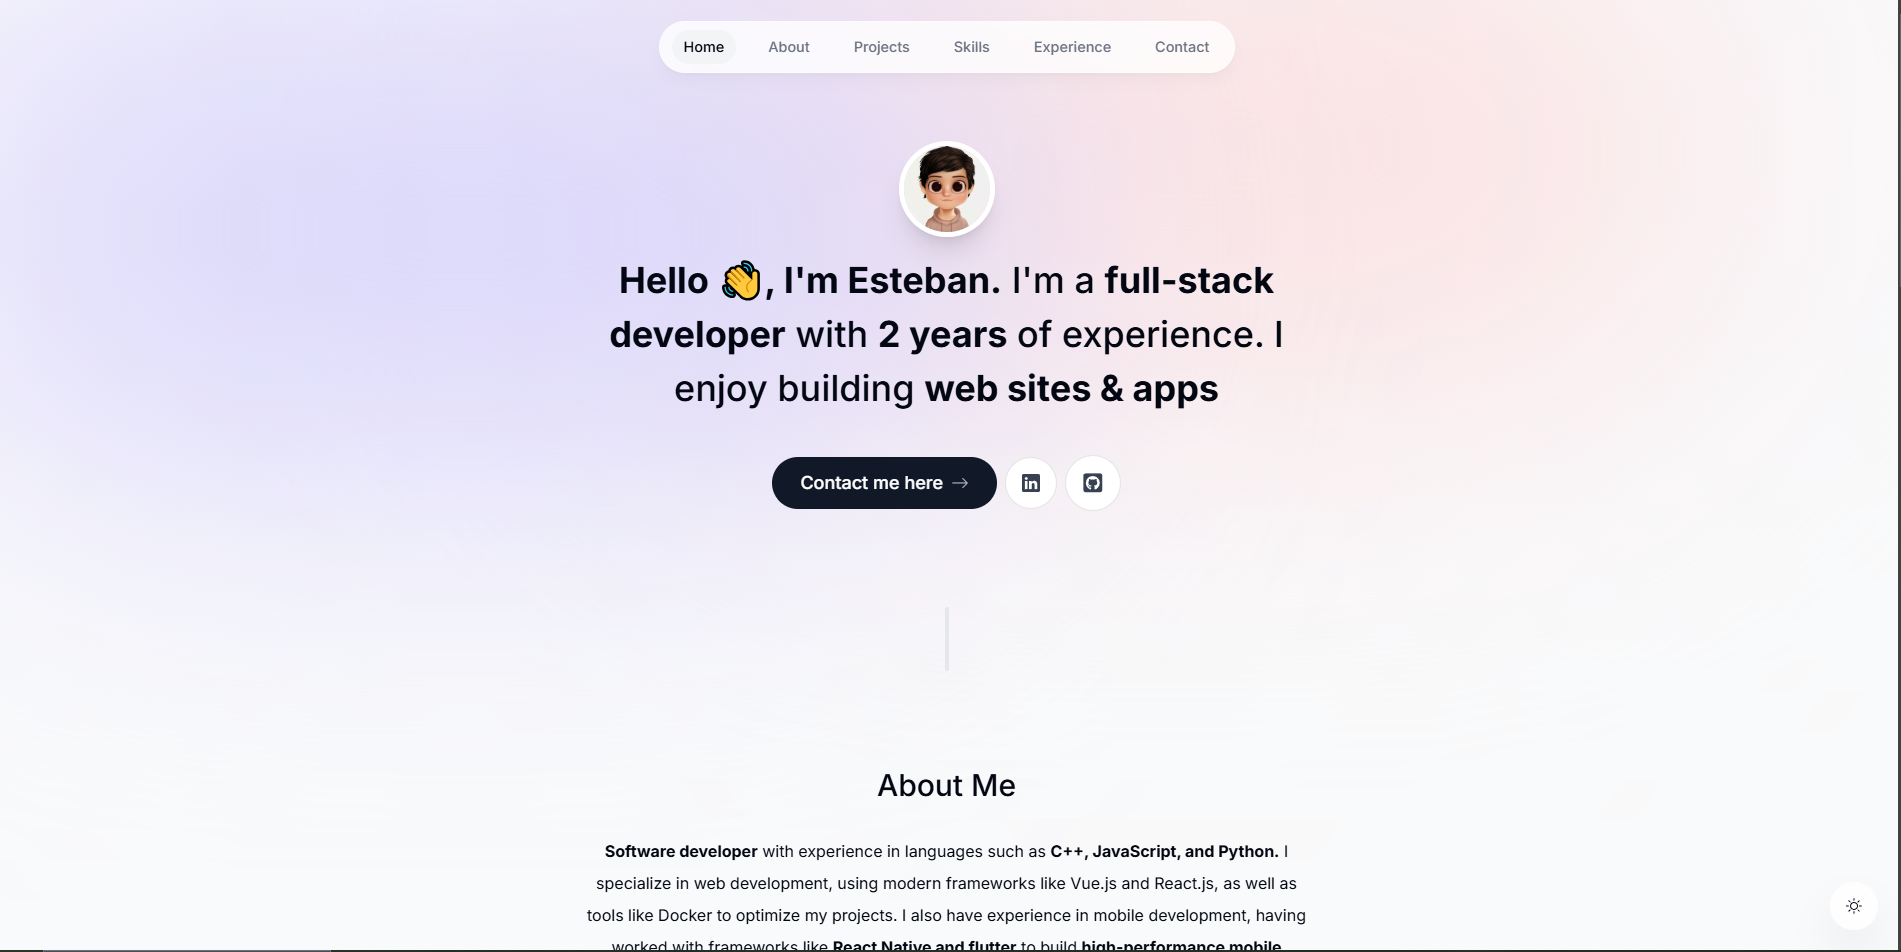 Home About Projects Skills Experience Contact
Hello 👋, I'm Esteban. I'm a full-stack
developer with 2 years of experience. I
enjoy building web sites & apps
Contact me here →
in
About Me
Software developer with experience in languages such as C++, JavaScript, and Python. I
specialize in web development, using modern frameworks like Vue.js and React.js, as well as
tools like Docker to optimize my projects. I also have experience in mobile development, having
worked with frameworks like React Native and flutter to build high-performance mobile